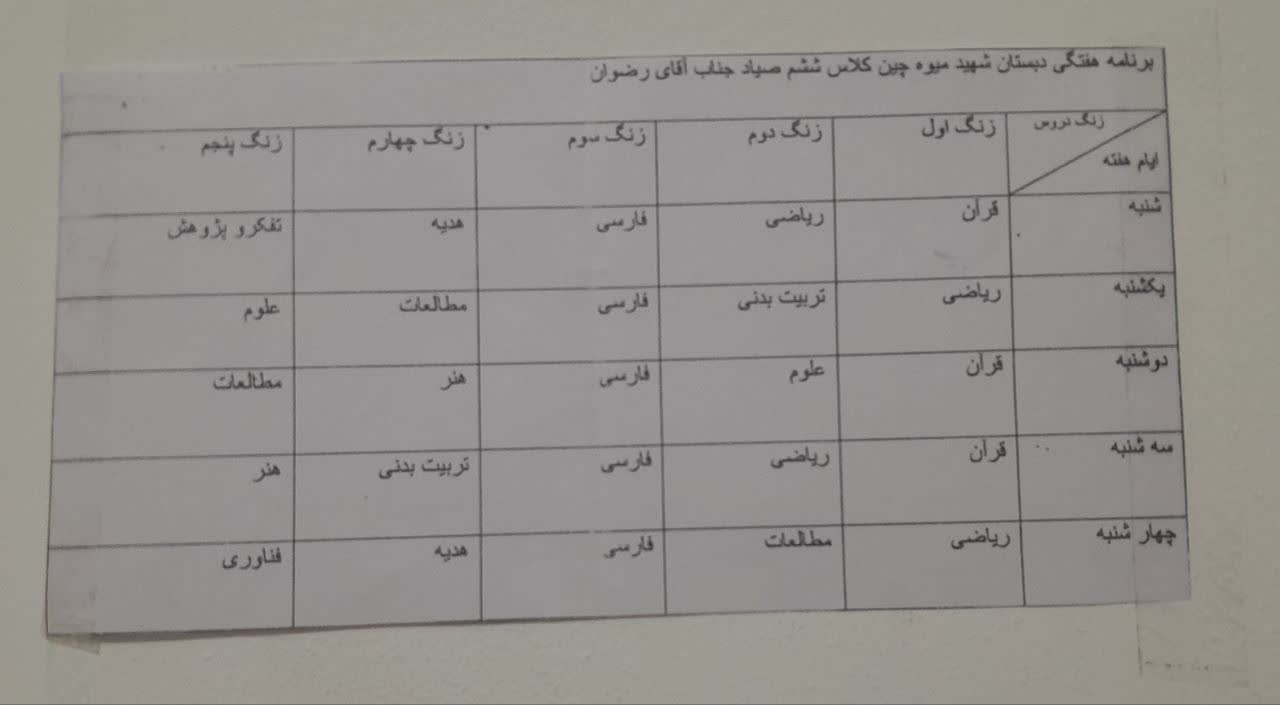 برنامه هفتگی دبستان شهید میوه چین کلاس ششم صیاد جناب آقای رضوان
زنگ دروس
ایام هفته
زنگ اول زنگ دوم زنگ سوم زنگ چهارم زنگ پنجم
شنبه قرآن ریاضی فارسی هدیه تفکر و پژوهش
یکشنبه ریاضی تربیت بدنی فارسی مطالعات علوم
دوشنبه قرآن علوم فارسی هنر مطالعات
سه شنبه قرآن ریاضی فارسی تربیت بدنی هنر
چهار شنبه ریاضی مطالعات فارسی هدیه فناوری